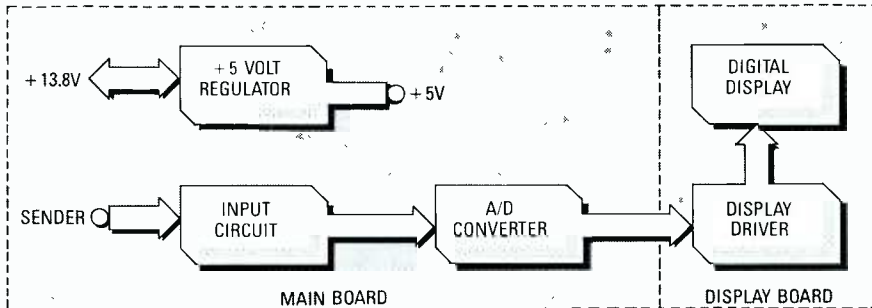 +13.8V
+5 VOLT
REGULATOR
+5V
DIGITAL
DISPLAY
SENDER
INPUT
CIRCUIT
A/D
CONVERTER
DISPLAY
DRIVER
MAIN BOARD
DISPLAY BOARD